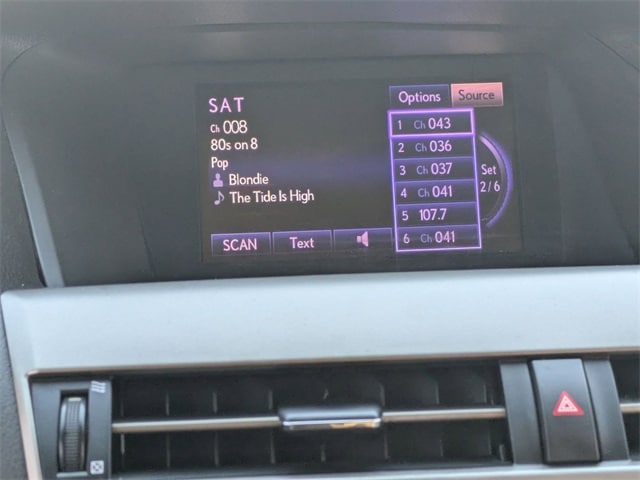 SAT
Ch 008
80s on 8
Pop
Blondie
The Tide Is High
SCAN Text
Options Source
1 Ch 043
2 Ch 036
3 Ch 037
4 Ch 041
5 107.7
6 Ch 041
Set
2/6